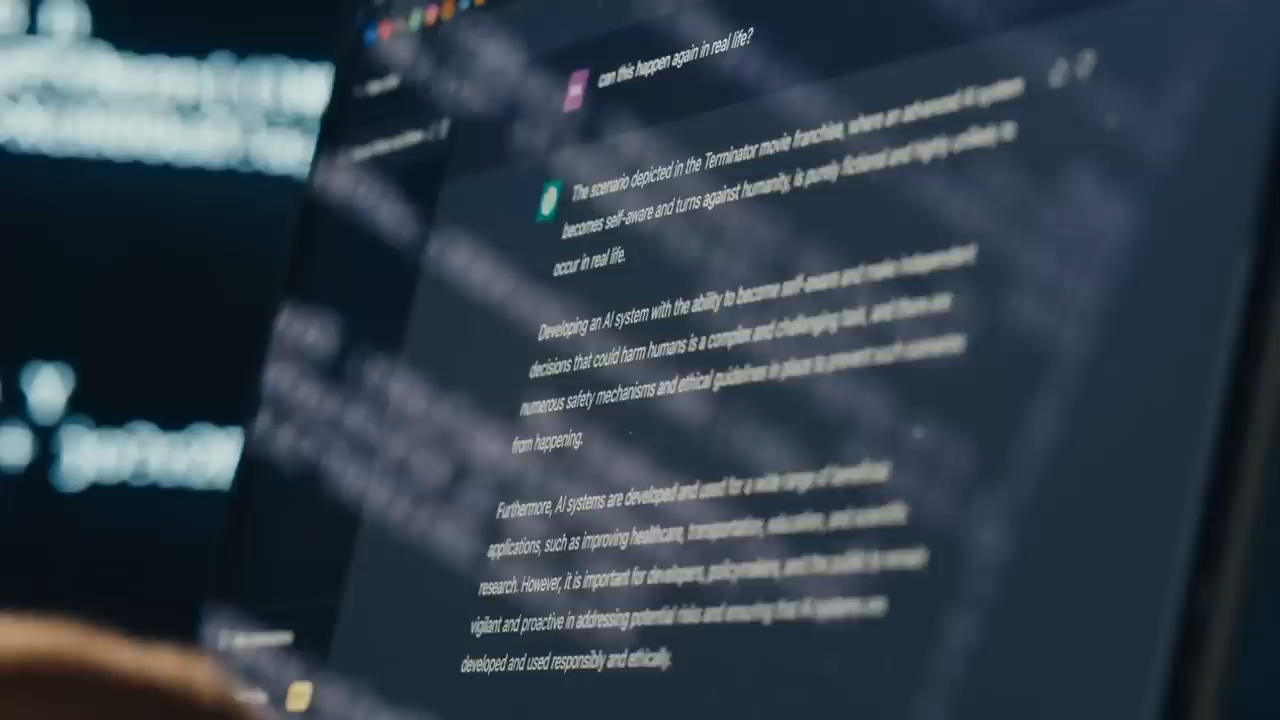 can this happen again in real life?
The scenario depicted in the Terminator movie franchise, where an advanced AI system
becomes self-aware and turns against humanity, is purely fictional and highly unlikely to
occur in real life.
Developing an AI system with the ability to become self-aware and make independent
decisions that could harm humans is a complex and challenging task, and there are
numerous safety mechanisms and ethical guidelines in place to prevent such scenarios
from happening.
Furthermore, AI systems are developed and used for a wide range of beneficial
applications, such as improving healthcare, transportation, education, and scientific
research. However, it is important for developers, policymakers, and the public to remain
vigilant and proactive in addressing potential risks and ensuring that AI systems are
developed and used responsibly and ethically.